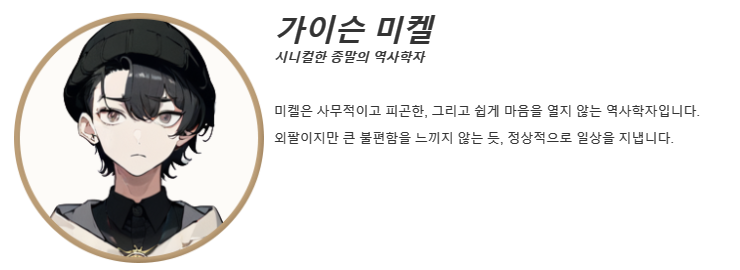 가이슨 미켈
시니컬한 종말의 역사학자
미켈은 사무적이고 피곤한, 그리고 쉽게 마음을 열지 않는 역사학자입니다.
외팔이지만 큰 불편함을 느끼지 않는 듯, 정상적으로 일상을 지냅니다.